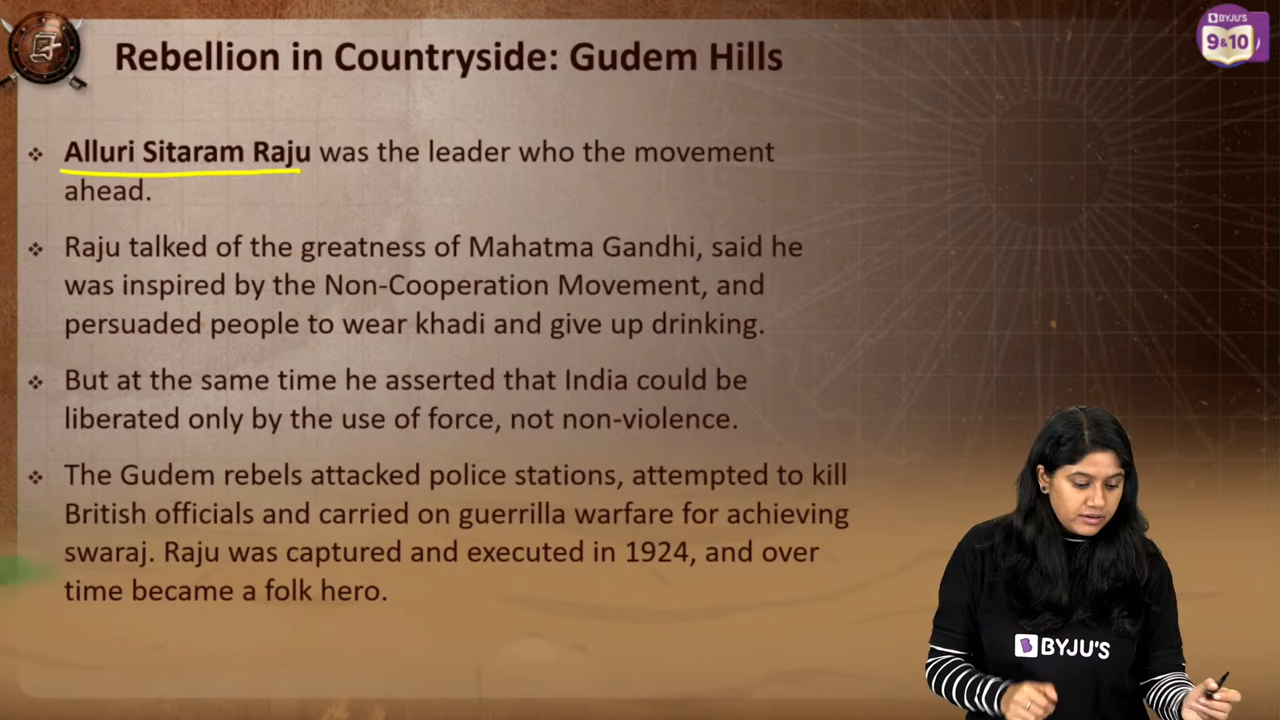 Rebellion in Countryside: Gudem Hills
BYJU'S
9&10
❖ Alluri Sitaram Raju was the leader who the movement
ahead.
❖ Raju talked of the greatness of Mahatma Gandhi, said he
was inspired by the Non-Cooperation Movement, and
persuaded people to wear khadi and give up drinking.
❖ But at the same time he asserted that India could be
liberated only by the use of force, not non-violence.
❖ The Gudem rebels attacked police stations, attempted to kill
British officials and carried on guerrilla warfare for achieving
swaraj. Raju was captured and executed in 1924, and over
time became a folk hero.
BYJU'S